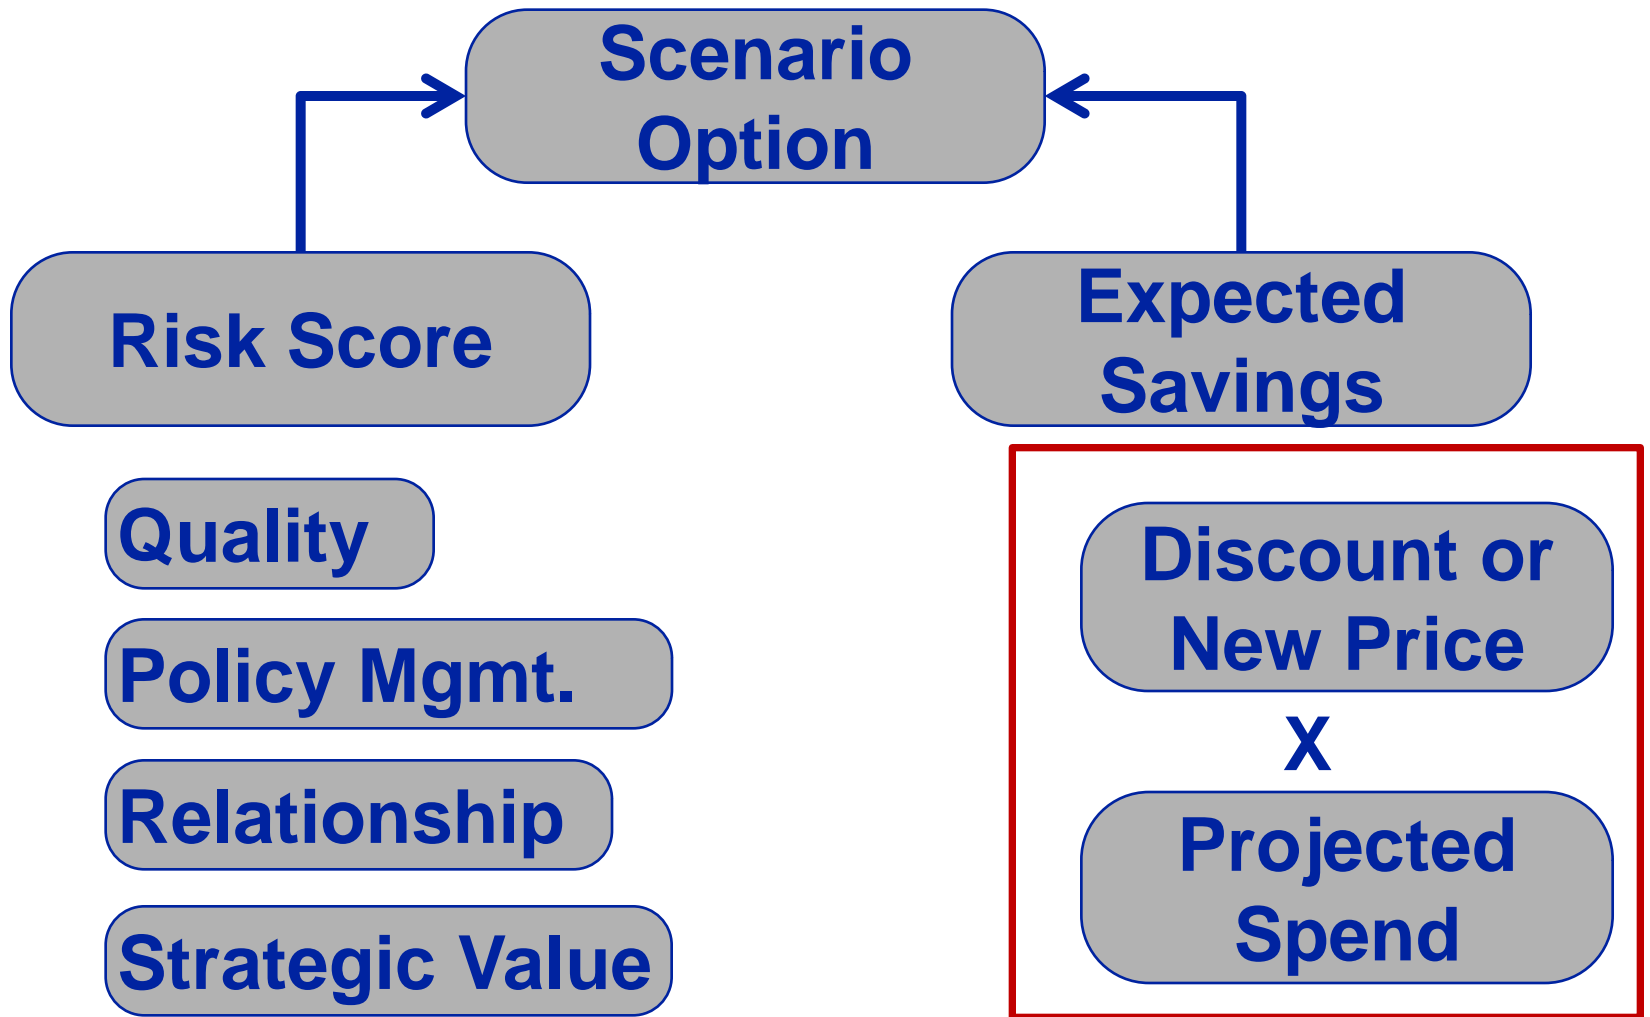 Scenario
Option
Risk Score
Expected
Savings
Quality
Policy Mgmt.
Relationship
Strategic Value
Discount or
New Price
X
Projected
Spend